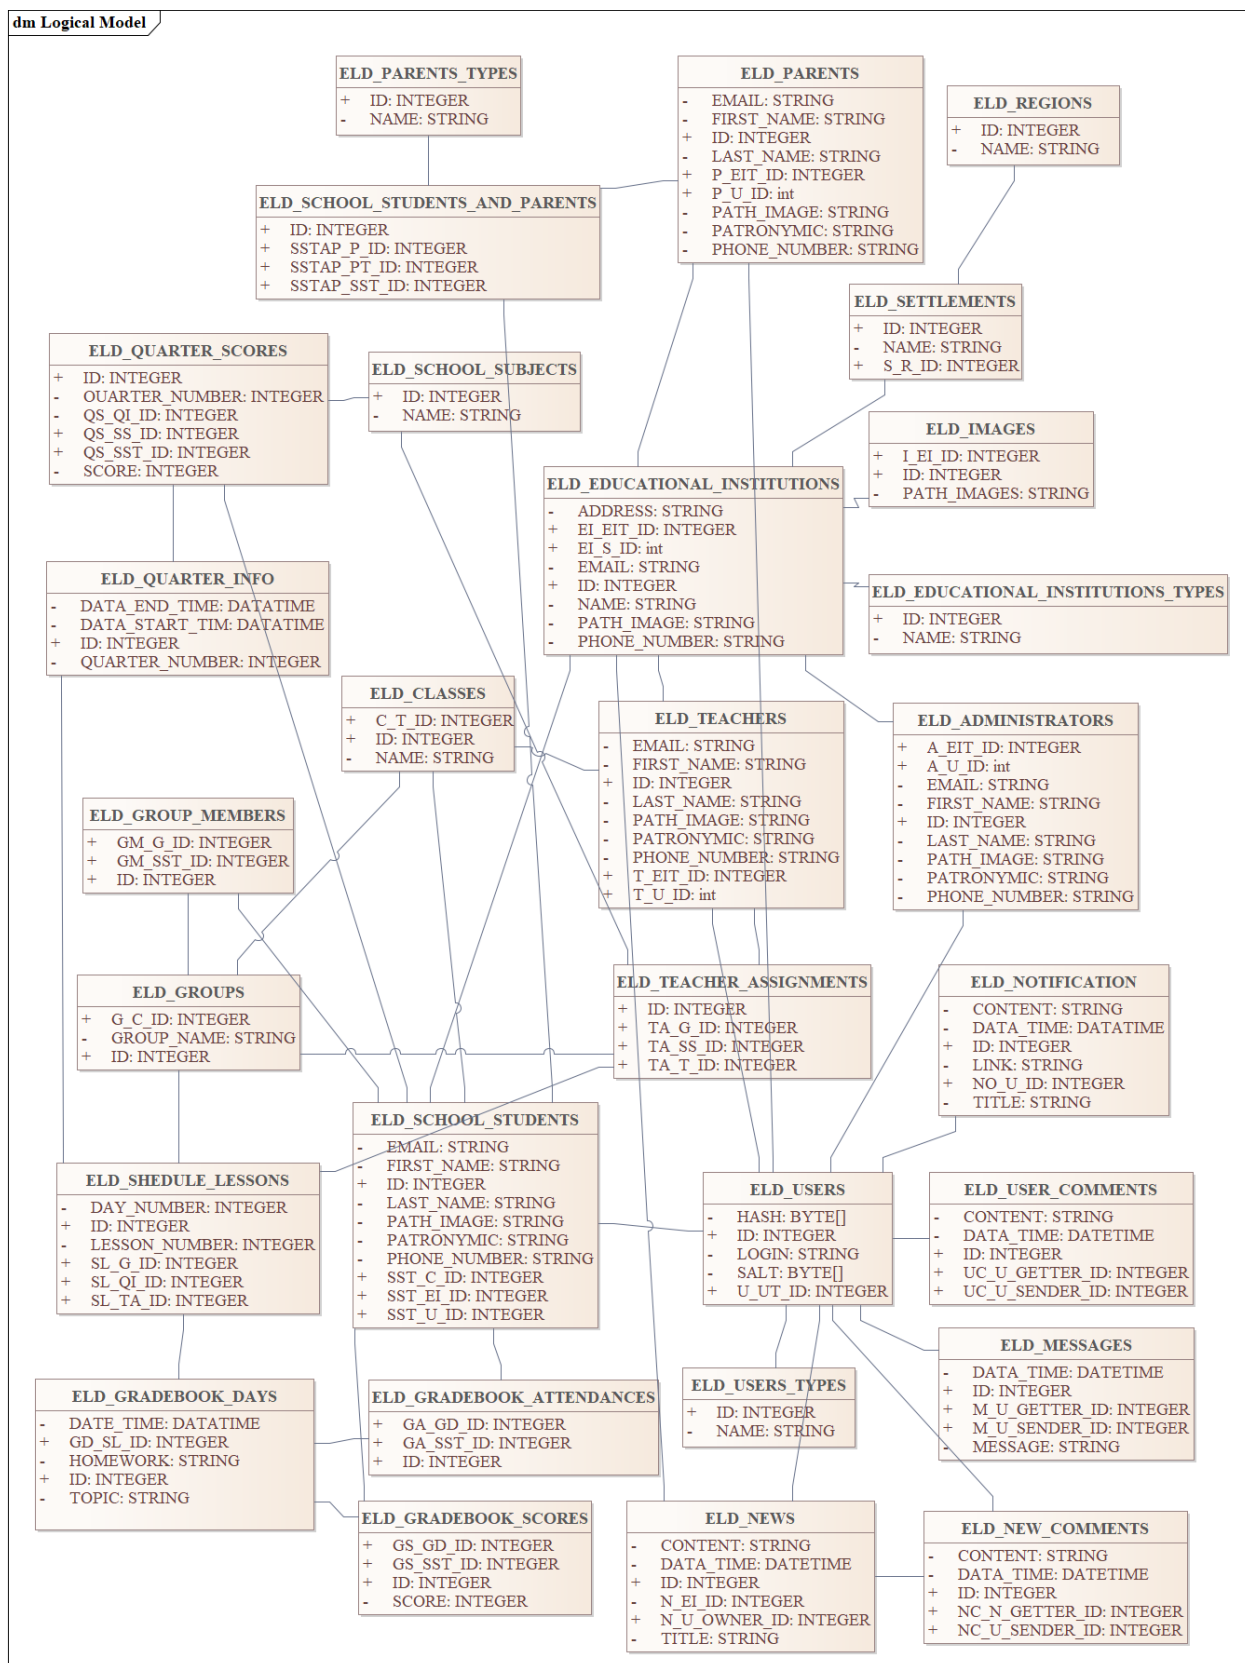 dm Logical Model
ELD_PARENTS_TYPES
+ ID: INTEGER
- NAME: STRING
ELD_PARENTS
- EMAIL: STRING
- FIRST_NAME: STRING
+ ID: INTEGER
- LAST_NAME: STRING
+ P_EIT_ID: INTEGER
+ P_U_ID: int
- PATH_IMAGE: STRING
- PATRONYMIC: STRING
- PHONE_NUMBER: STRING
ELD_REGIONS
+ ID: INTEGER
- NAME: STRING
ELD_SCHOOL_STUDENTS_AND_PARENTS
+ ID: INTEGER
+ SSTAP_P_ID: INTEGER
+ SSTAP_PT_ID: INTEGER
+ SSTAP_SST_ID: INTEGER
ELD_SETTLEMENTS
+ ID: INTEGER
- NAME: STRING
+ S_R_ID: INTEGER
ELD_QUARTER_SCORES
+ ID: INTEGER
- OUARTER_NUMBER: INTEGER
- QS_QI_ID: INTEGER
+ QS_SS_ID: INTEGER
+ QS_SST_ID: INTEGER
- SCORE: INTEGER
ELD_SCHOOL_SUBJECTS
+ ID: INTEGER
- NAME: STRING
ELD_IMAGES
+ I_EI_ID: INTEGER
+ ID: INTEGER
- PATH_IMAGES: STRING
ELD_EDUCATIONAL_INSTITUTIONS
- ADDRESS: STRING
+ EI_EIT_ID: INTEGER
+ EI_S_ID: int
- EMAIL: STRING
+ ID: INTEGER
- NAME: STRING
- PATH_IMAGE: STRING
- PHONE_NUMBER: STRING
ELD_QUARTER_INFO
- DATA_END_TIME: DATATIME
- DATA_START_TIM: DATATIME
+ ID: INTEGER
- QUARTER_NUMBER: INTEGER
ELD_EDUCATIONAL_INSTITUTIONS_TYPES
+ ID: INTEGER
- NAME: STRING
ELD_CLASSES
+ C_T_ID: INTEGER
+ ID: INTEGER
- NAME: STRING
ELD_TEACHERS
- EMAIL: STRING
- FIRST_NAME: STRING
+ ID: INTEGER
- LAST_NAME: STRING
- PATH_IMAGE: STRING
- PATRONYMIC: STRING
- PHONE_NUMBER: STRING
+ T_EIT_ID: INTEGER
+ T_U_ID: int
ELD_ADMINISTRATORS
+ A_EIT_ID: INTEGER
+ A_U_ID: int
- EMAIL: STRING
- FIRST_NAME: STRING
+ ID: INTEGER
- LAST_NAME: STRING
- PATH_IMAGE: STRING
- PATRONYMIC: STRING
- PHONE_NUMBER: STRING
ELD_GROUP_MEMBERS
+ GM_G_ID: INTEGER
+ GM_SST_ID: INTEGER
+ ID: INTEGER
ELD_GROUPS
+ G_C_ID: INTEGER
- GROUP_NAME: STRING
+ ID: INTEGER
ELD_TEACHER_ASSIGNMENTS
+ ID: INTEGER
+ TA_G_ID: INTEGER
+ TA_SS_ID: INTEGER
+ TA_T_ID: INTEGER
ELD_NOTIFICATION
- CONTENT: STRING
- DATA_TIME: DATATIME
+ ID: INTEGER
- LINK: STRING
+ NO_U_ID: INTEGER
- TITLE: STRING
ELD_SCHOOL_STUDENTS
- EMAIL: STRING
- FIRST_NAME: STRING
+ ID: INTEGER
- LAST_NAME: STRING
- PATH_IMAGE: STRING
- PATRONYMIC: STRING
- PHONE_NUMBER: STRING
+ SST_C_ID: INTEGER
+ SST_EI_ID: INTEGER
+ SST_U_ID: INTEGER
ELD_SHEDULE_LESSONS
- DAY_NUMBER: INTEGER
+ ID: INTEGER
- LESSON_NUMBER: INTEGER
+ SL_G_ID: INTEGER
+ SL_QI_ID: INTEGER
+ SL_TA_ID: INTEGER
ELD_USERS
- HASH: BYTE[]
+ ID: INTEGER
- LOGIN: STRING
- SALT: BYTE[]
+ U_UT_ID: INTEGER
ELD_USER_COMMENTS
- CONTENT: STRING
- DATA_TIME: DATETIME
+ ID: INTEGER
+ UC_U_GETTER_ID: INTEGER
+ UC_U_SENDER_ID: INTEGER
ELD_MESSAGES
- DATA_TIME: DATETIME
+ ID: INTEGER
+ M_U_GETTER_ID: INTEGER
+ M_U_SENDER_ID: INTEGER
- MESSAGE: STRING
ELD_GRADEBOOK_DAYS
- DATE_TIME: DATATIME
+ GD_SL_ID: INTEGER
- HOMEWORK: STRING
+ ID: INTEGER
- TOPIC: STRING
ELD_GRADEBOOK_ATTENDANCES
+ GA_GD_ID: INTEGER
+ GA_SST_ID: INTEGER
+ ID: INTEGER
ELD_USERS_TYPES
+ ID: INTEGER
- NAME: STRING
ELD_GRADEBOOK_SCORES
+ GS_GD_ID: INTEGER
+ GS_SST_ID: INTEGER
+ ID: INTEGER
- SCORE: INTEGER
ELD_NEWS
- CONTENT: STRING
- DATA_TIME: DATETIME
+ ID: INTEGER
- N_EI_ID: INTEGER
+ N_U_OWNER_ID: INTEGER
- TITLE: STRING
ELD_NEW_COMMENTS
- CONTENT: STRING
- DATA_TIME: DATETIME
+ ID: INTEGER
+ NC_N_GETTER_ID: INTEGER
+ NC_U_SENDER_ID: INTEGER